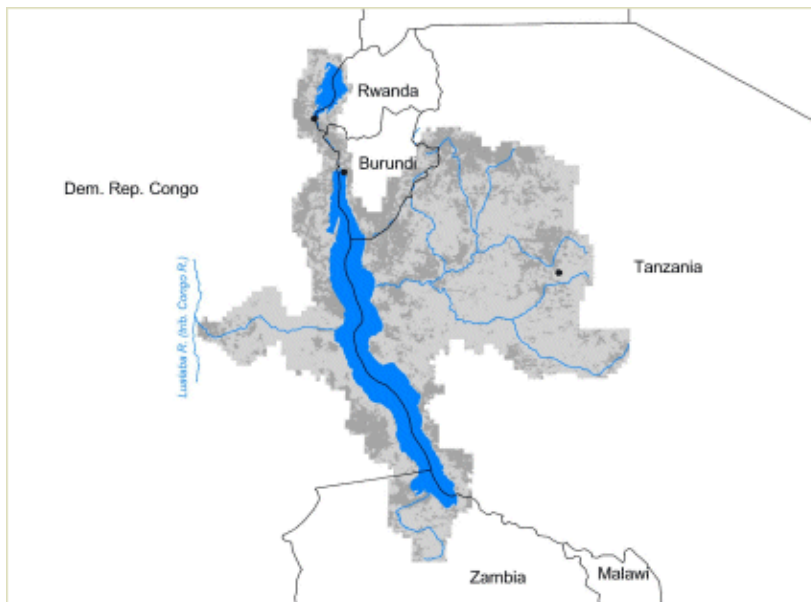 Rwanda
Burundi
Dem. Rep. Congo
Tanzania
Lualaba R. (trib. Congo R.)
Zambia
Malawi